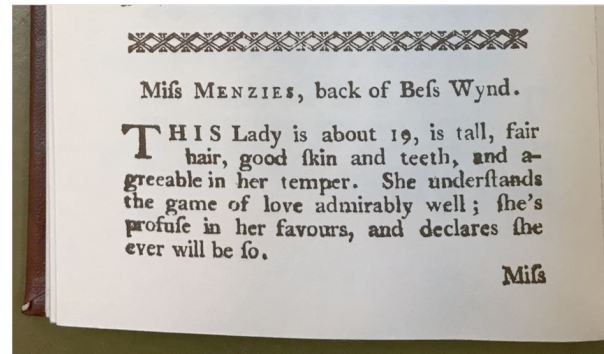 Miſs MENZIES, back of Beſs Wynd.
THIS Lady is about 19, is tall, fair
hair, good ſkin and teeth, and a-
greeable in her temper. She underſtands
the game of love admirably well; ſhe's
profuſe in her favours, and declares ſhe
ever will be ſo.
Miſs